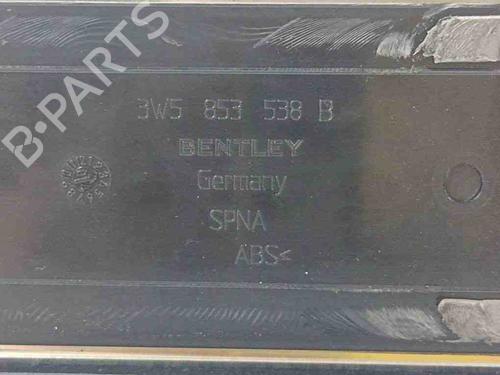 B-PARTS
3W5 853 538 B
BENTLEY
Germany
SPNA
ABS<